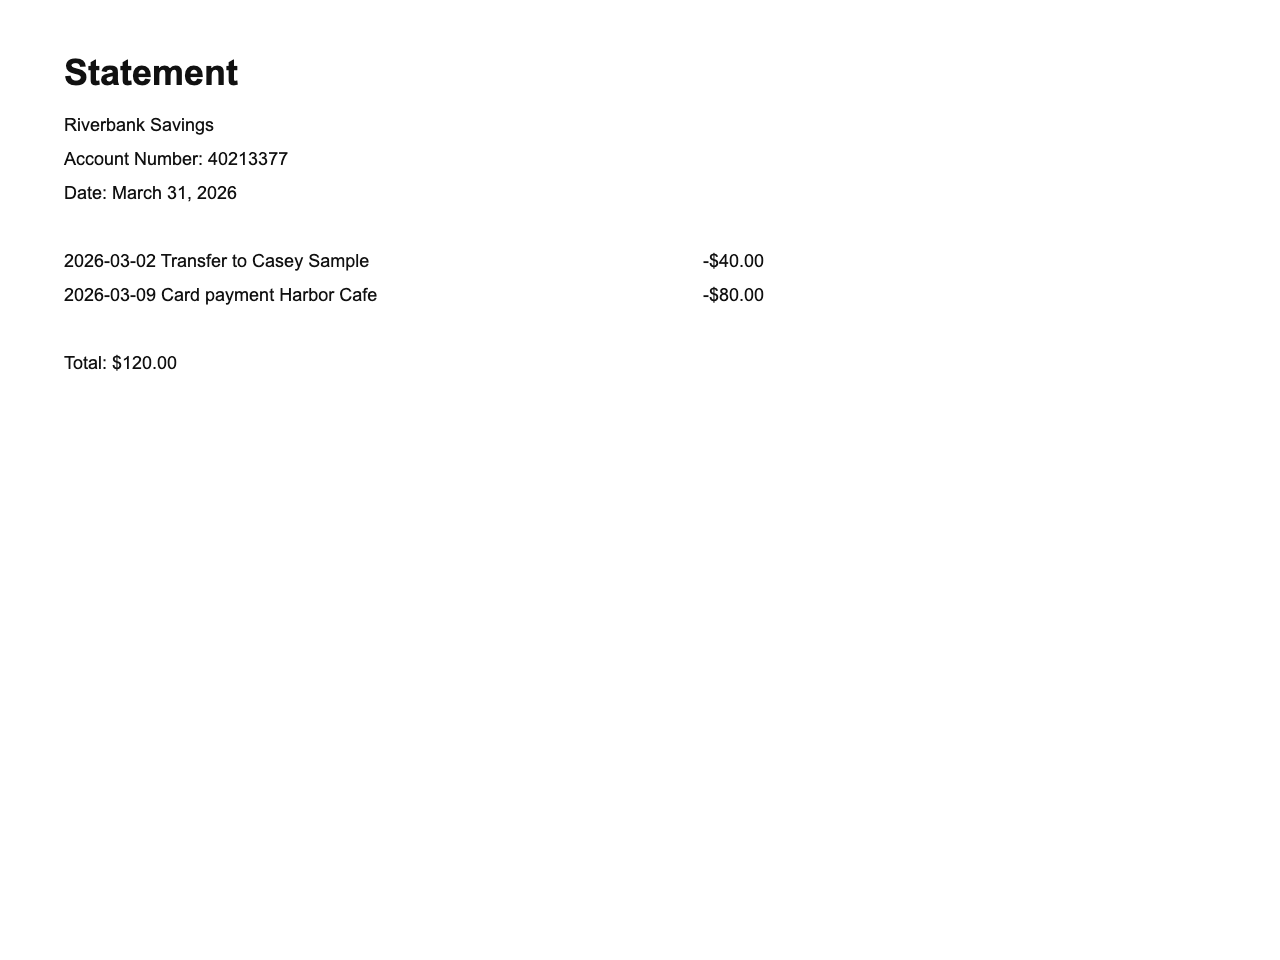 Statement
Riverbank Savings
Account Number: 40213377
Date: March 31, 2026
2026-03-02 Transfer to Casey Sample -$40.00
2026-03-09 Card payment Harbor Cafe -$80.00
Total: $120.00